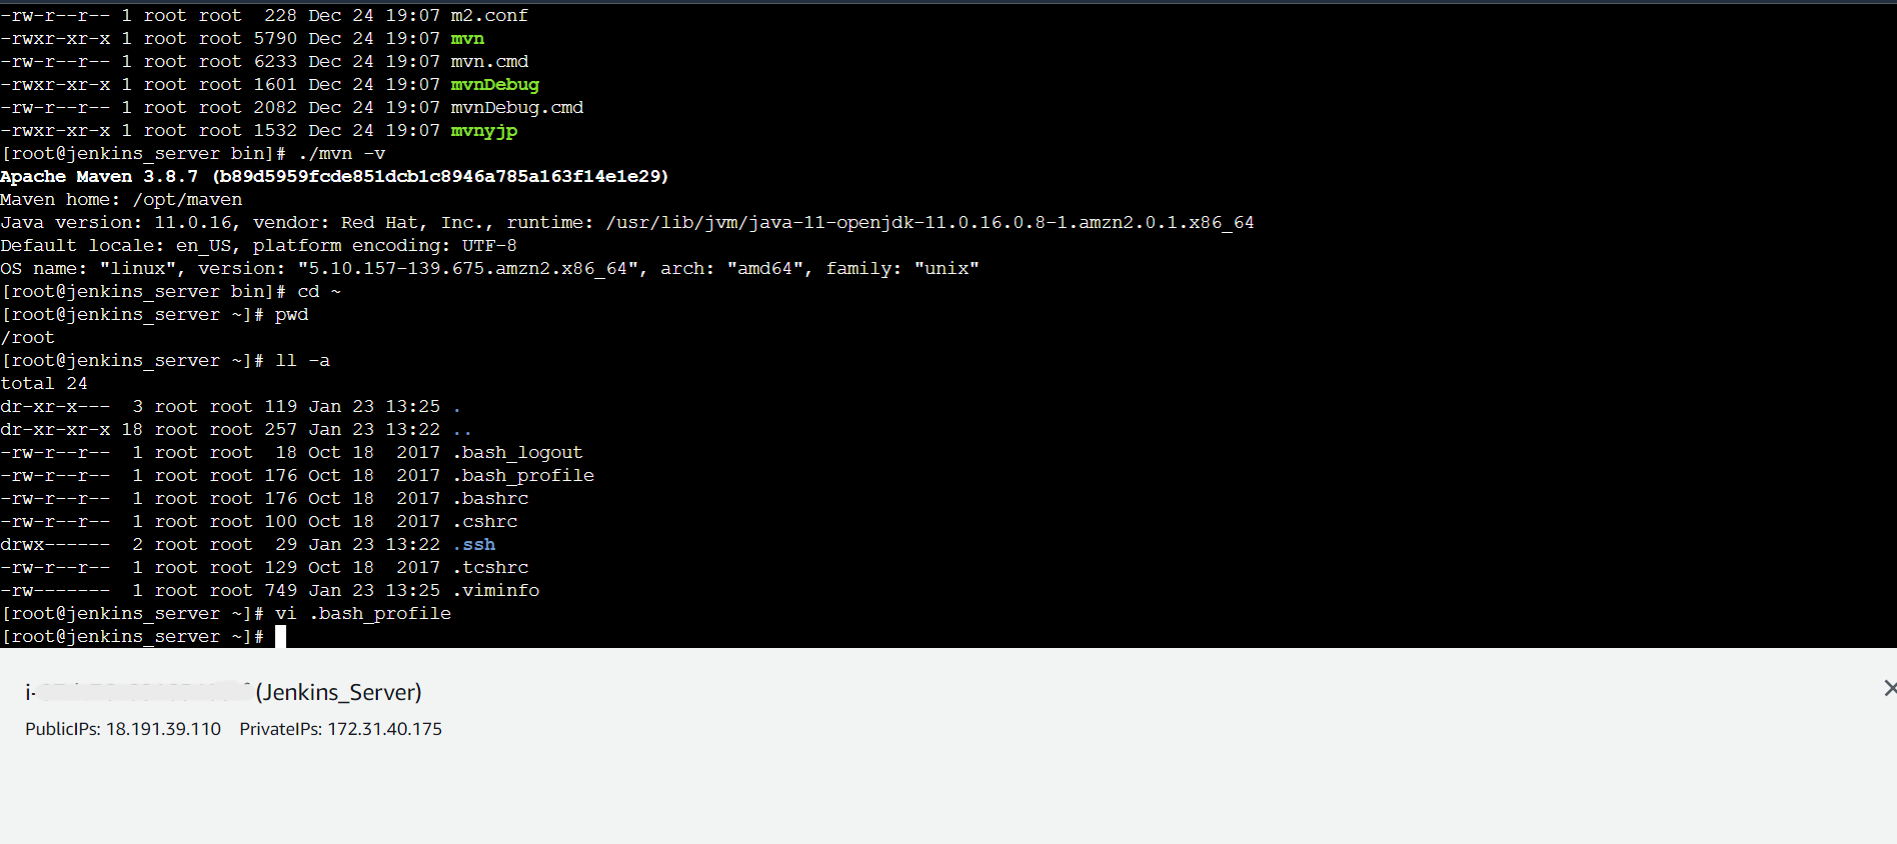 -rw-r--r-- 1 root root  228 Dec 24 19:07 m2.conf
-rwxr-xr-x 1 root root 5790 Dec 24 19:07 mvn
-rw-r--r-- 1 root root 6233 Dec 24 19:07 mvn.cmd
-rwxr-xr-x 1 root root 1601 Dec 24 19:07 mvnDebug
-rw-r--r-- 1 root root 2082 Dec 24 19:07 mvnDebug.cmd
-rwxr-xr-x 1 root root 1532 Dec 24 19:07 mvnyjp
[root@jenkins_server bin]# ./mvn -v
Apache Maven 3.8.7 (b89d5959fcde851dcb1c8946a785a163f14e1e29)
Maven home: /opt/maven
Java version: 11.0.16, vendor: Red Hat, Inc., runtime: /usr/lib/jvm/java-11-openjdk-11.0.16.0.8-1.amzn2.0.1.x86_64
Default locale: en_US, platform encoding: UTF-8
OS name: "linux", version: "5.10.157-139.675.amzn2.x86_64", arch: "amd64", family: "unix"
[root@jenkins_server bin]# cd ~
[root@jenkins_server ~]# pwd
/root
[root@jenkins_server ~]# ll -a
total 24
dr-xr-x---  3 root root 119 Jan 23 13:25 .
dr-xr-xr-x 18 root root 257 Jan 23 13:22 ..
-rw-r--r--  1 root root  18 Oct 18  2017 .bash_logout
-rw-r--r--  1 root root 176 Oct 18  2017 .bash_profile
-rw-r--r--  1 root root 176 Oct 18  2017 .bashrc
-rw-r--r--  1 root root 100 Oct 18  2017 .cshrc
drwx------  2 root root  29 Jan 23 13:22 .ssh
-rw-r--r--  1 root root 129 Oct 18  2017 .tcshrc
-rw-------  1 root root 749 Jan 23 13:25 .viminfo
[root@jenkins_server ~]# vi .bash_profile
[root@jenkins_server ~]#
i- (Jenkins_Server)
PublicIPs: 18.191.39.110 PrivateIPs: 172.31.40.175